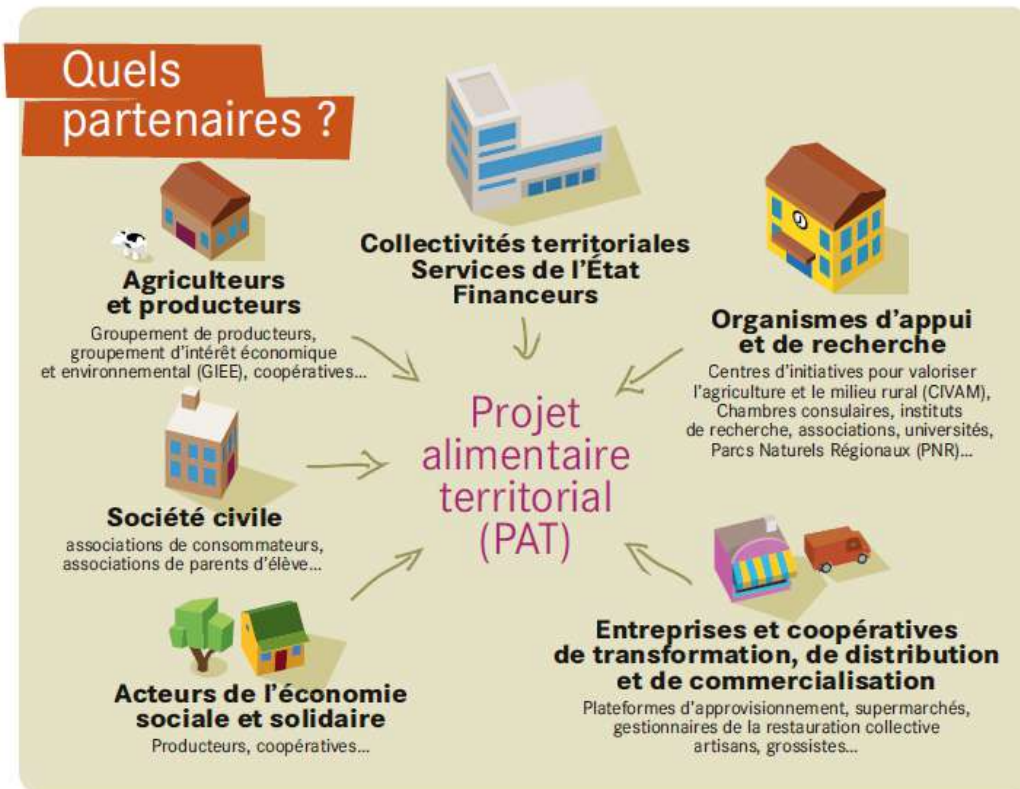 Quels
partenaires ?
Collectivités territoriales
Services de l'État
Financeurs
Agriculteurs
et producteurs
Groupement de producteurs,
groupement d'intérêt économique
et environnemental (GIEE), coopératives...
Organismes d'appui
et de recherche
Centres d'initiatives pour valoriser
l'agriculture et le milieu rural (CIVAM),
Chambres consulaires, instituts
de recherche, associations, universités,
Parcs Naturels Régionaux (PNR)...
Projet
alimentaire
territorial
(PAT)
Société civile
associations de consommateurs,
associations de parents d'élève...
Acteurs de l'économie
sociale et solidaire
Producteurs, coopératives...
Entreprises et coopératives
de transformation, de distribution
et de commercialisation
Plateformes d'approvisionnement, supermarchés,
gestionnaires de la restauration collective
artisans, grossistes...